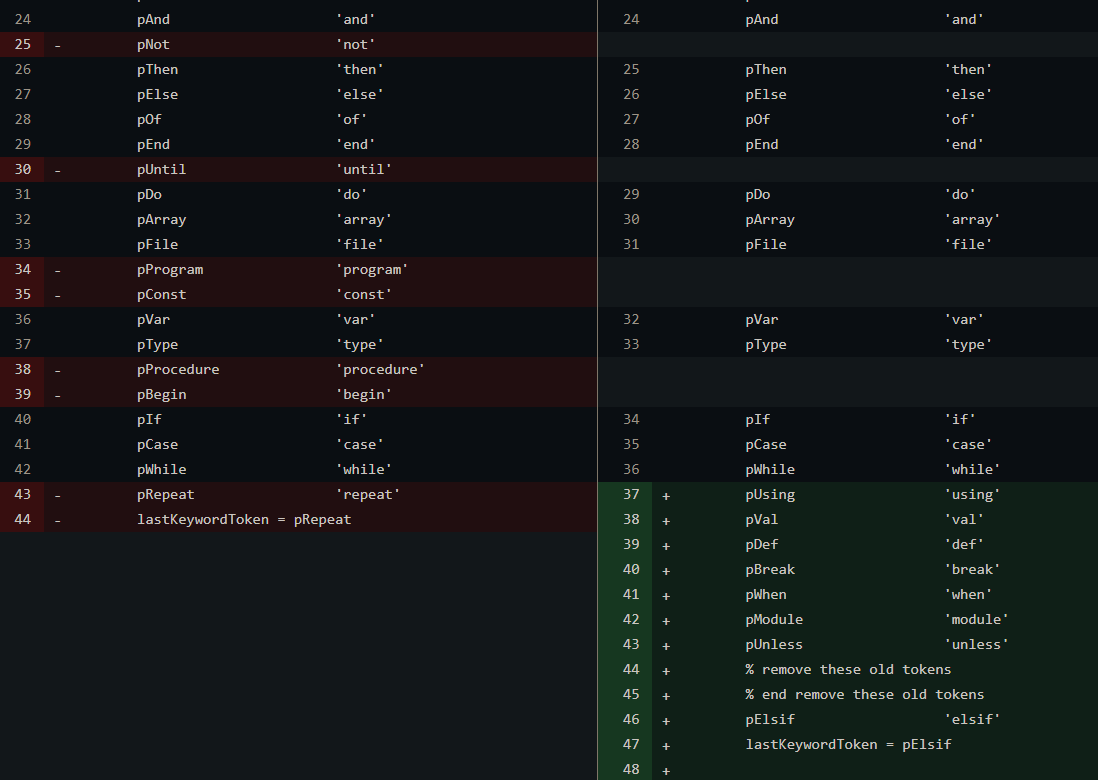 24 pAnd 'and' 24 pAnd 'and'
25 - pNot 'not'
26 pThen 'then' 25 pThen 'then'
27 pElse 'else' 26 pElse 'else'
28 pOf 'of' 27 pOf 'of'
29 pEnd 'end' 28 pEnd 'end'
30 - pUntil 'until'
31 pDo 'do' 29 pDo 'do'
32 pArray 'array' 30 pArray 'array'
33 pFile 'file' 31 pFile 'file'
34 - pProgram 'program'
35 - pConst 'const'
36 pVar 'var' 32 pVar 'var'
37 pType 'type' 33 pType 'type'
38 - pProcedure 'procedure'
39 - pBegin 'begin'
40 pIf 'if' 34 pIf 'if'
41 pCase 'case' 35 pCase 'case'
42 pWhile 'while' 36 pWhile 'while'
43 - pRepeat 'repeat' 37 + pUsing 'using'
44 - lastKeywordToken = pRepeat 38 + pVal 'val'
39 + pDef 'def'
40 + pBreak 'break'
41 + pWhen 'when'
42 + pModule 'module'
43 + pUnless 'unless'
44 + % remove these old tokens
45 + % end remove these old tokens
46 + pElsif 'elsif'
47 + lastKeywordToken = pElsif
48 +